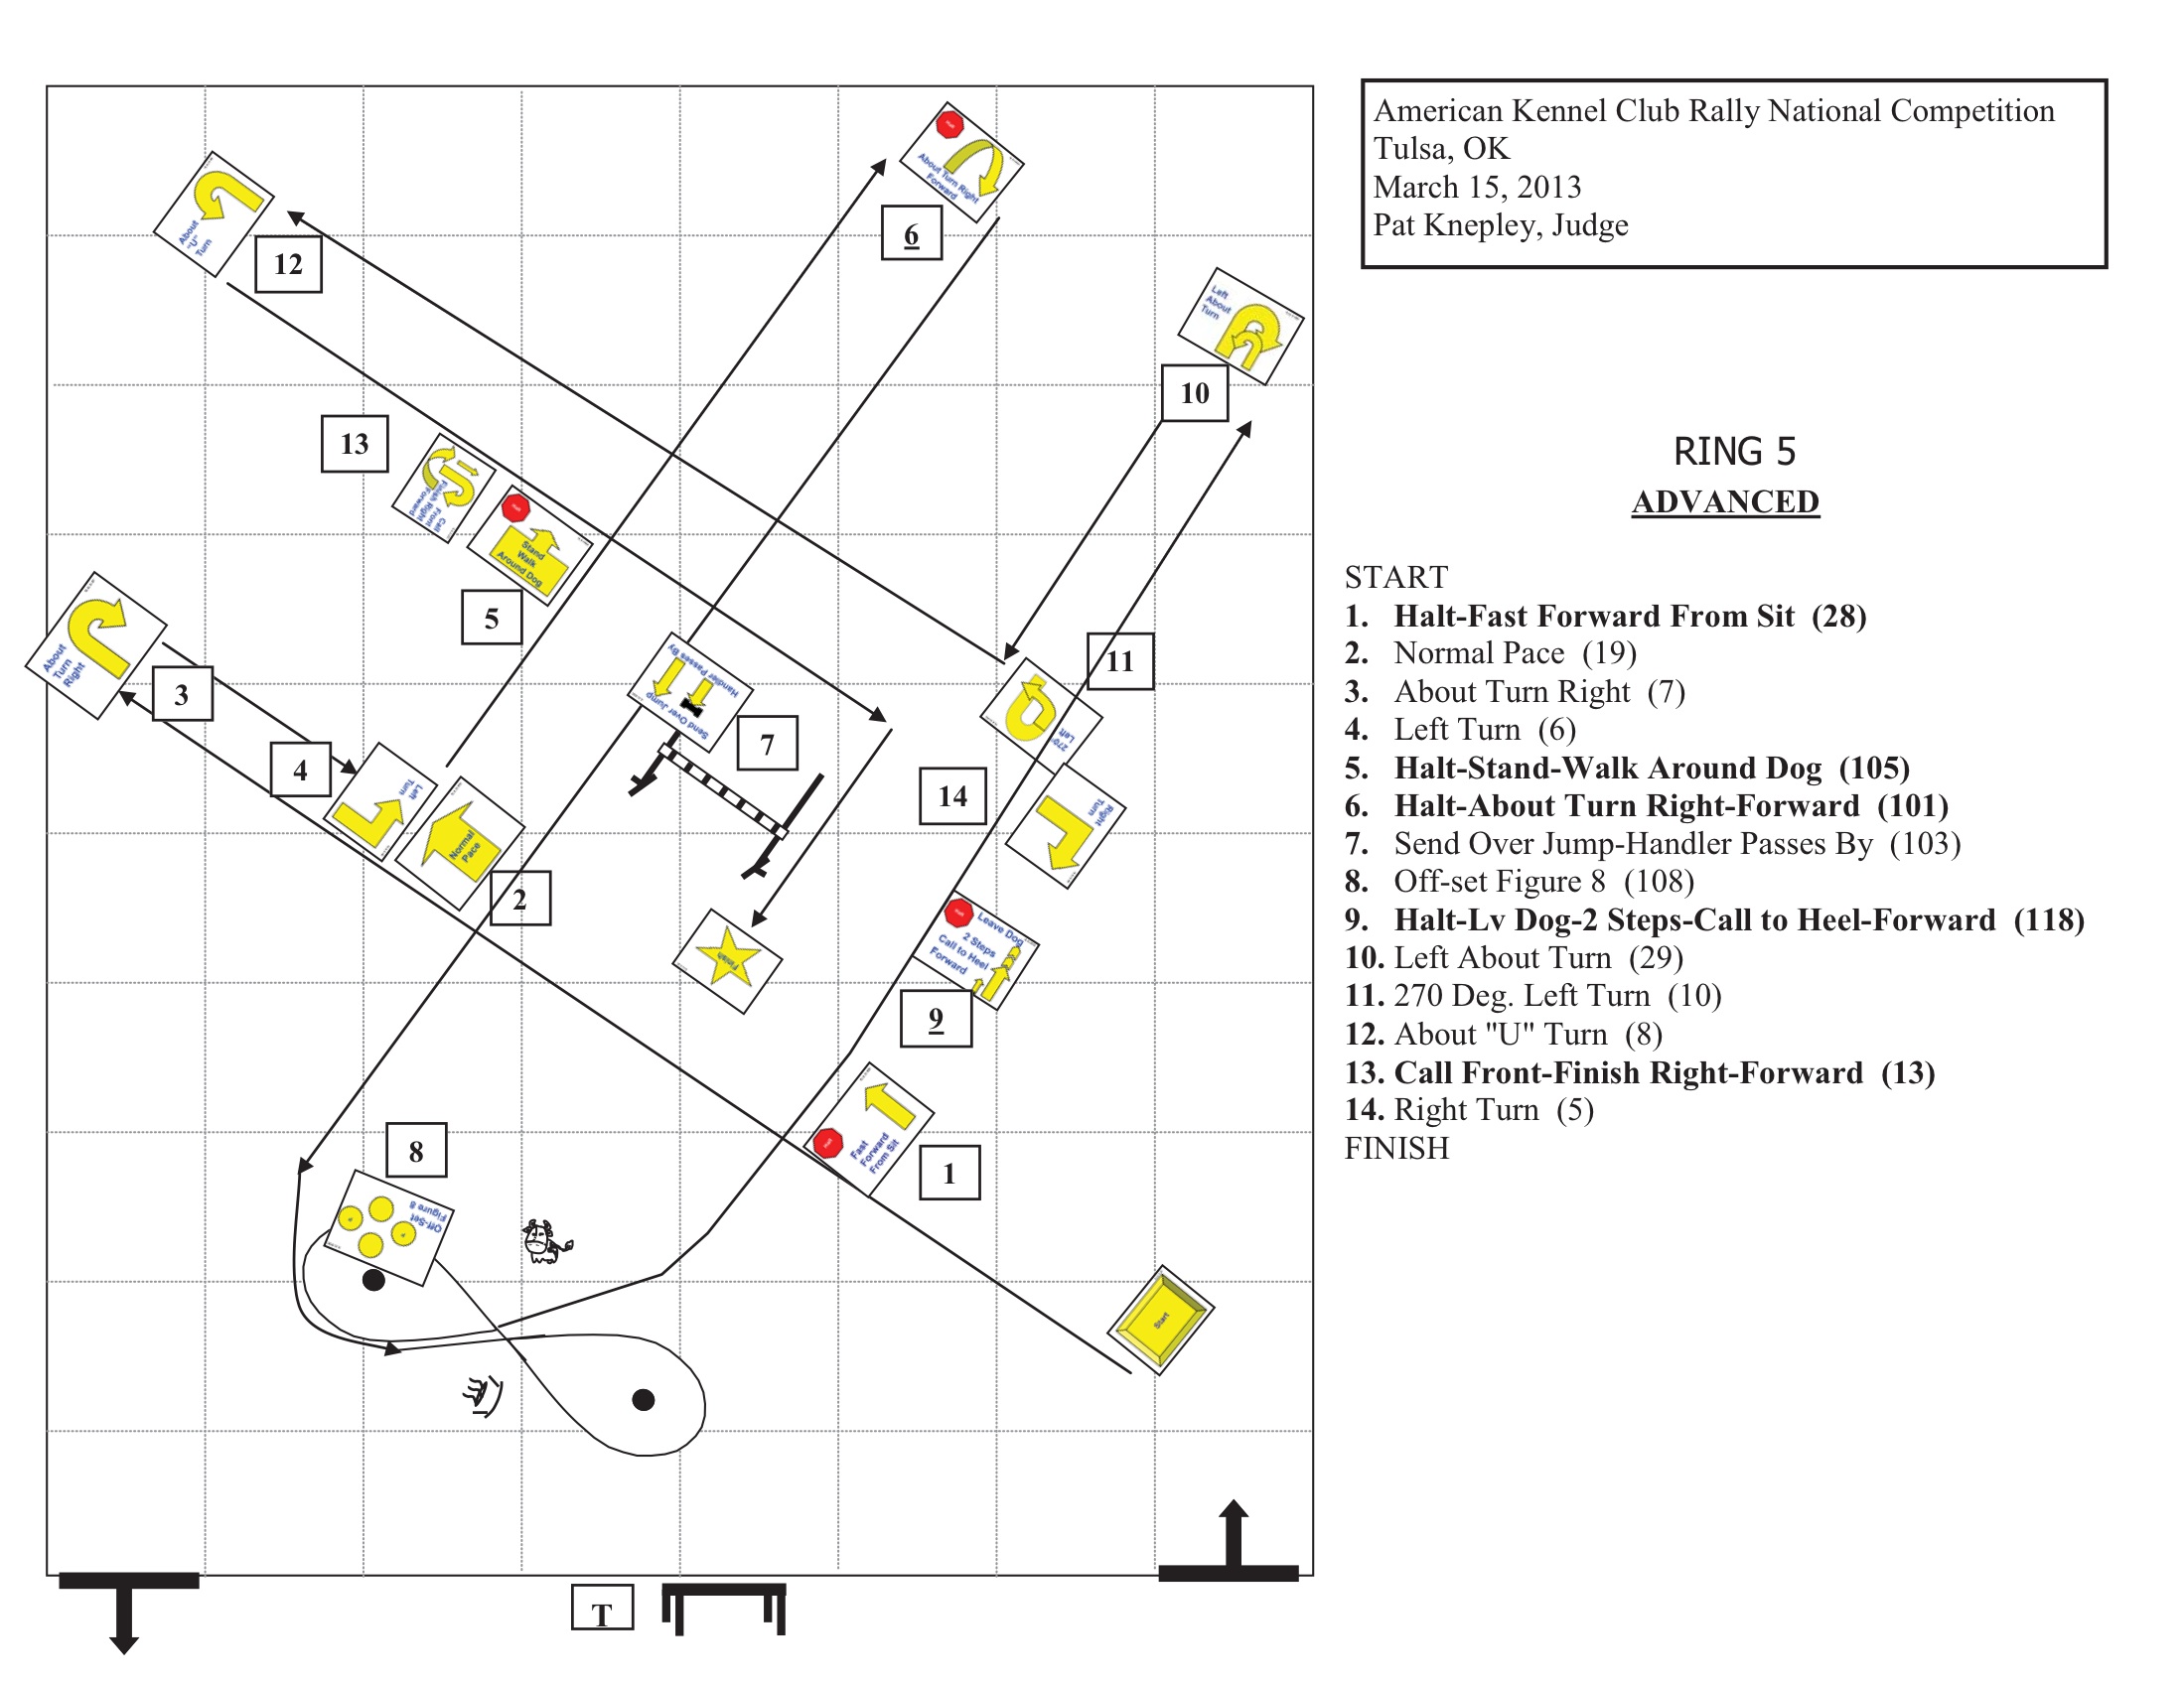 American Kennel Club Rally National Competition
Tulsa, OK
March 15, 2013
Pat Knepley, Judge
RING 5
ADVANCED
START
1. Halt-Fast Forward From Sit (28)
2. Normal Pace (19)
3. About Turn Right (7)
4. Left Turn (6)
5. Halt-Stand-Walk Around Dog (105)
6. Halt-About Turn Right-Forward (101)
7. Send Over Jump-Handler Passes By (103)
8. Off-set Figure 8 (108)
9. Halt-Lv Dog-2 Steps-Call to Heel-Forward (118)
10. Left About Turn (29)
11. 270 Deg. Left Turn (10)
12. About "U" Turn (8)
13. Call Front-Finish Right-Forward (13)
14. Right Turn (5)
FINISH
Halt
About Turn Right
Forward
6
About
"U"
Turn
12
Left
About
Turn
10
13
Call
Front
Finish Right
Forward
Halt
Stand
Walk
Around Dog
5
About
Turn
Right
3
4
Left
Turn
Normal
Pace
2
Send Over Jump
Handler Passes By
7
270°
Left
11
14
Right
Turn
Finish
Halt
Leave Dog
2 Steps
Call to Heel
Forward
9
Halt
Fast
Forward
From Sit
1
8
Off-Set
Figure 8
Start
T